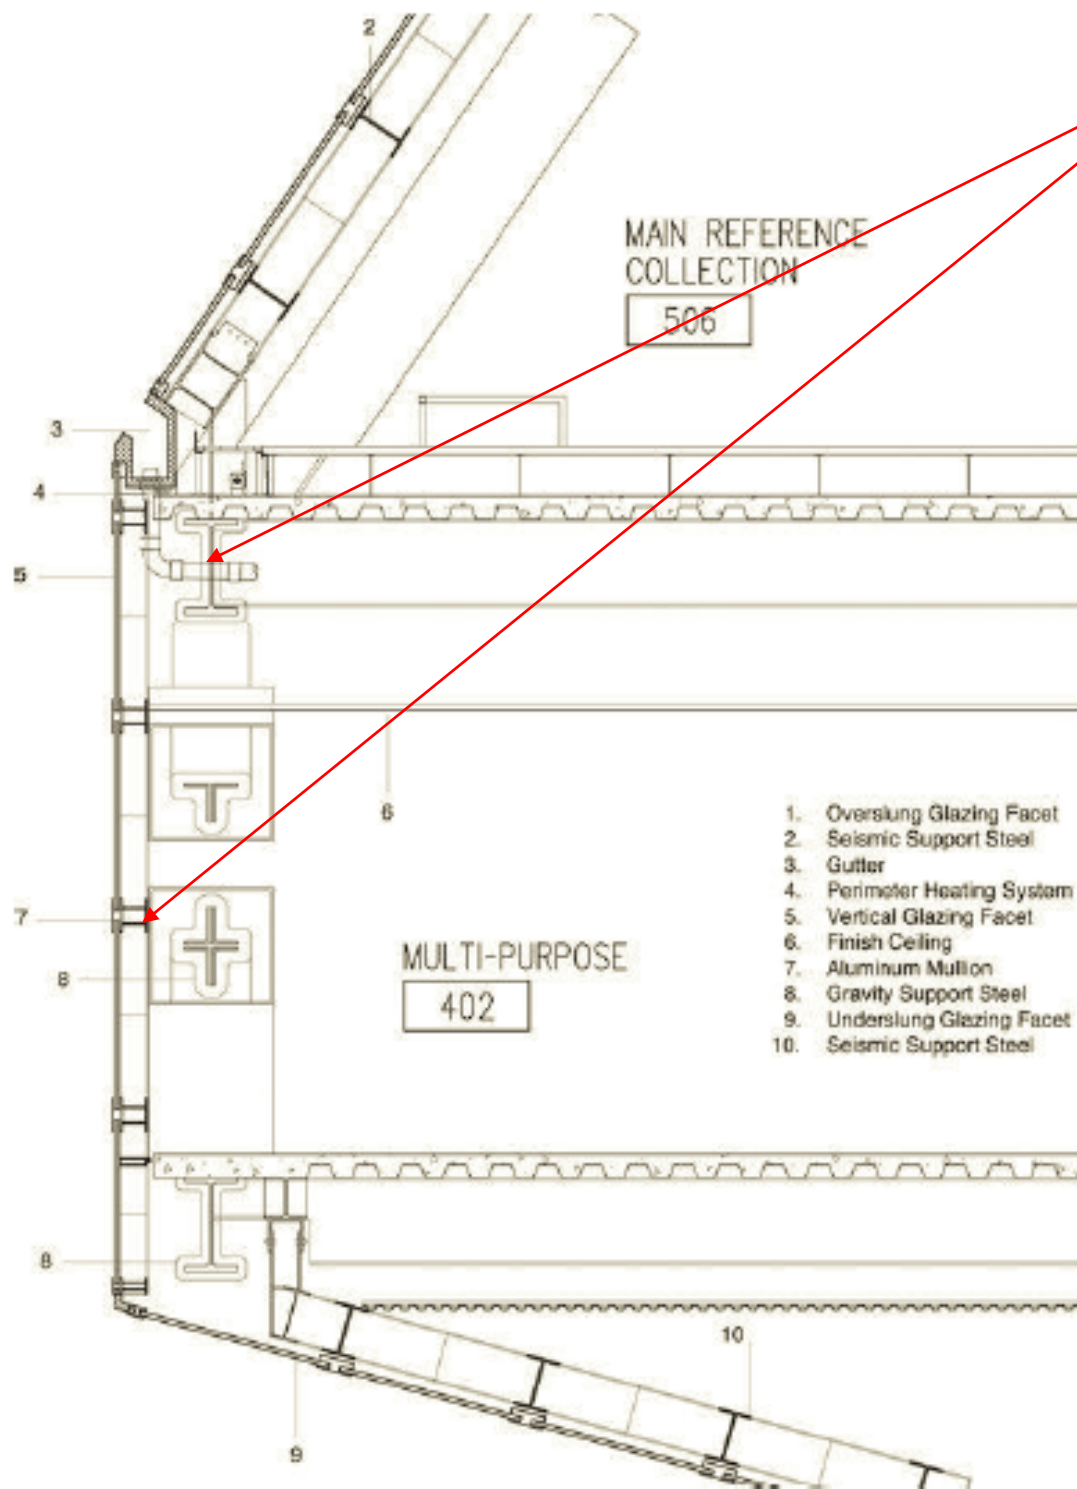 2
MAIN REFERENCE
COLLECTION
506
3
4
5
6
1. Overslung Glazing Facet
2. Seismic Support Steel
3. Gutter
4. Perimeter Heating System
5. Vertical Glazing Facet
6. Finish Ceiling
7. Aluminum Mullion
8. Gravity Support Steel
9. Underslung Glazing Facet
10. Seismic Support Steel
7
8
MULTI-PURPOSE
402
8
10
9